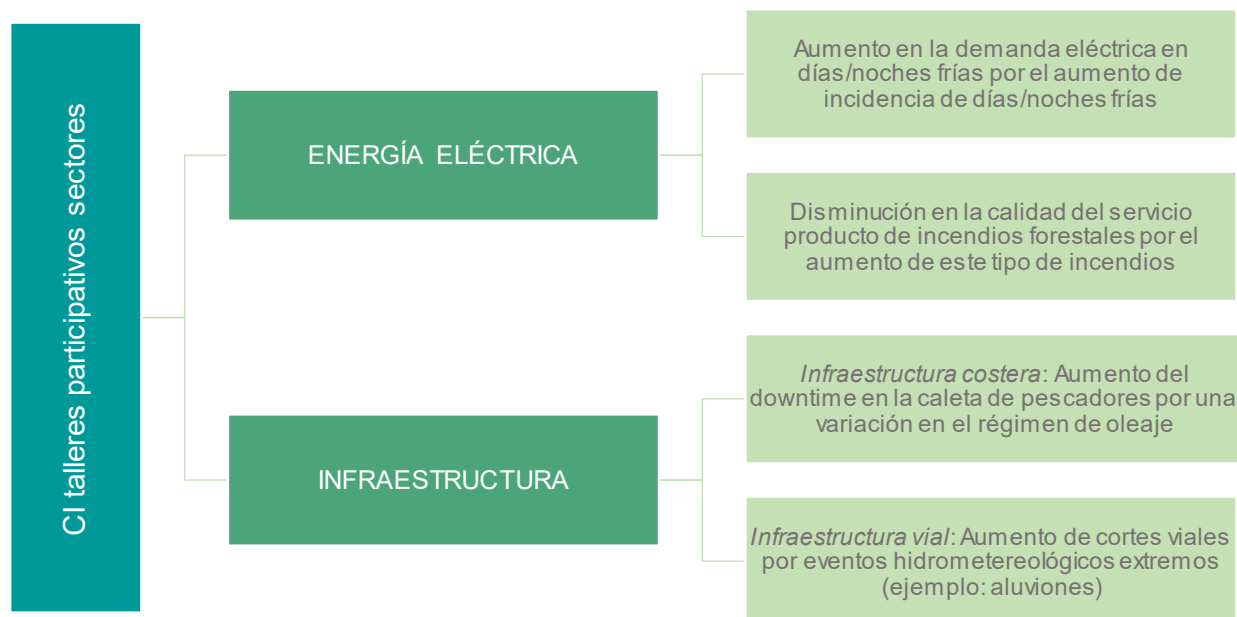 CI talleres participativos sectores
ENERGÍA ELÉCTRICA
Aumento en la demanda eléctrica en
días/noches frías por el aumento de
incidencia de días/noches frías
Disminución en la calidad del servicio
producto de incendios forestales por el
aumento de este tipo de incendios
INFRAESTRUCTURA
Infraestructura costera: Aumento del
downtime en la caleta de pescadores por una
variación en el régimen de oleaje
Infraestructura vial: Aumento de cortes viales
por eventos hidrometereológicos extremos
(ejemplo: aluviones)